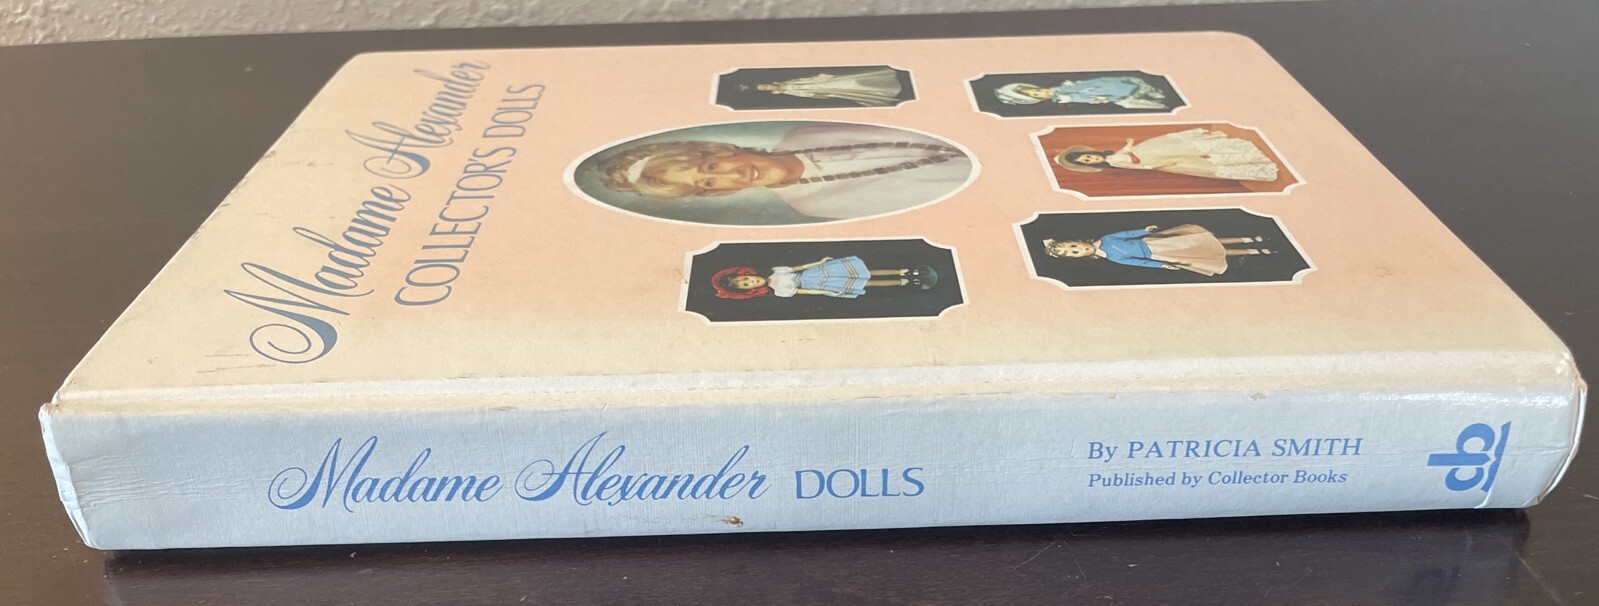 Madame Alexander
COLLECTOR'S DOLLS
Madame Alexander DOLLS
By PATRICIA SMITH
Published by Collector Books
cb